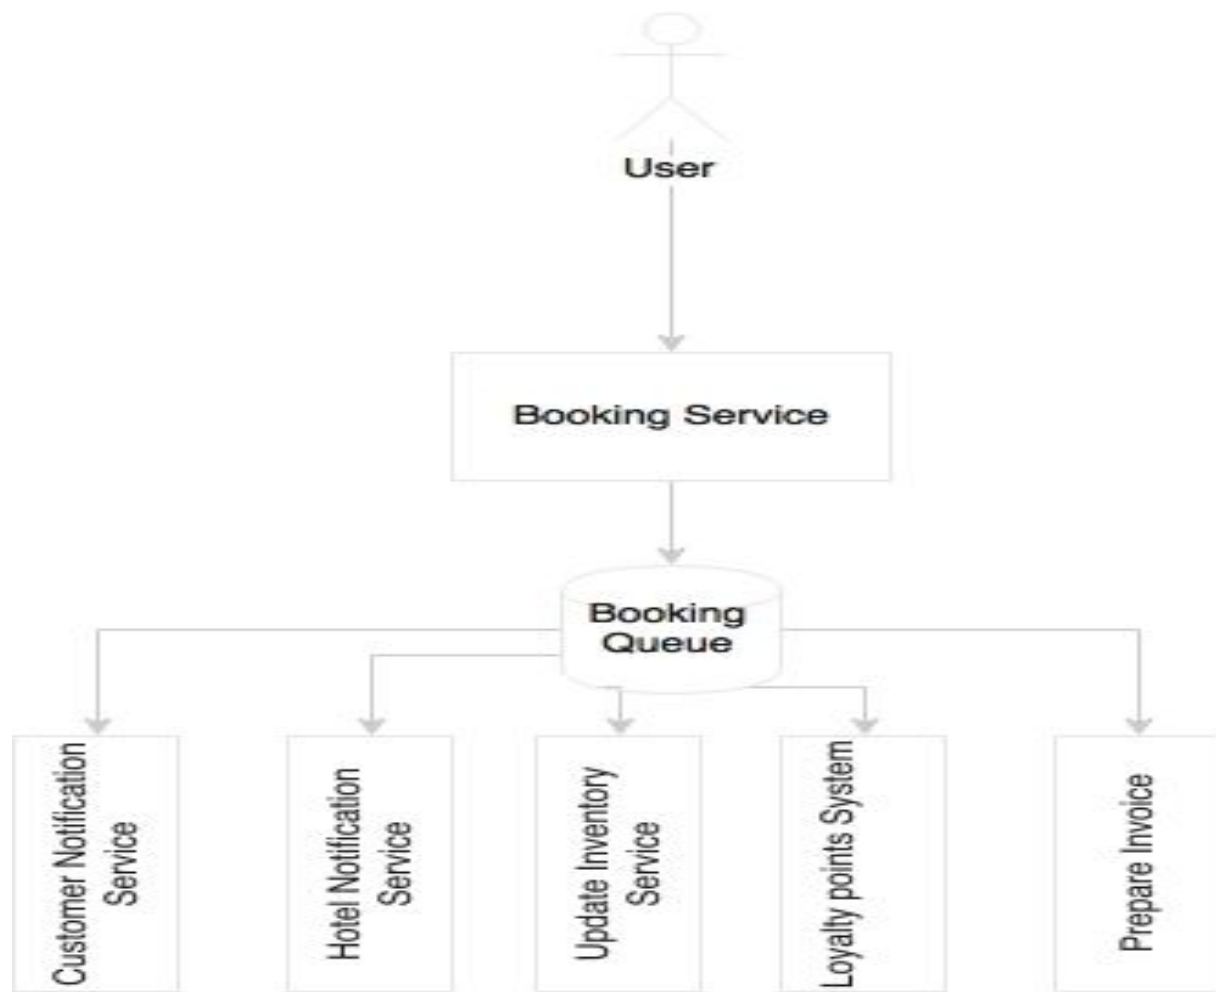 User
Booking Service
Booking
Queue
Customer Notification
Service
Hotel Notification
Service
Update Inventory
Service
Loyalty points System
Prepare Invoice